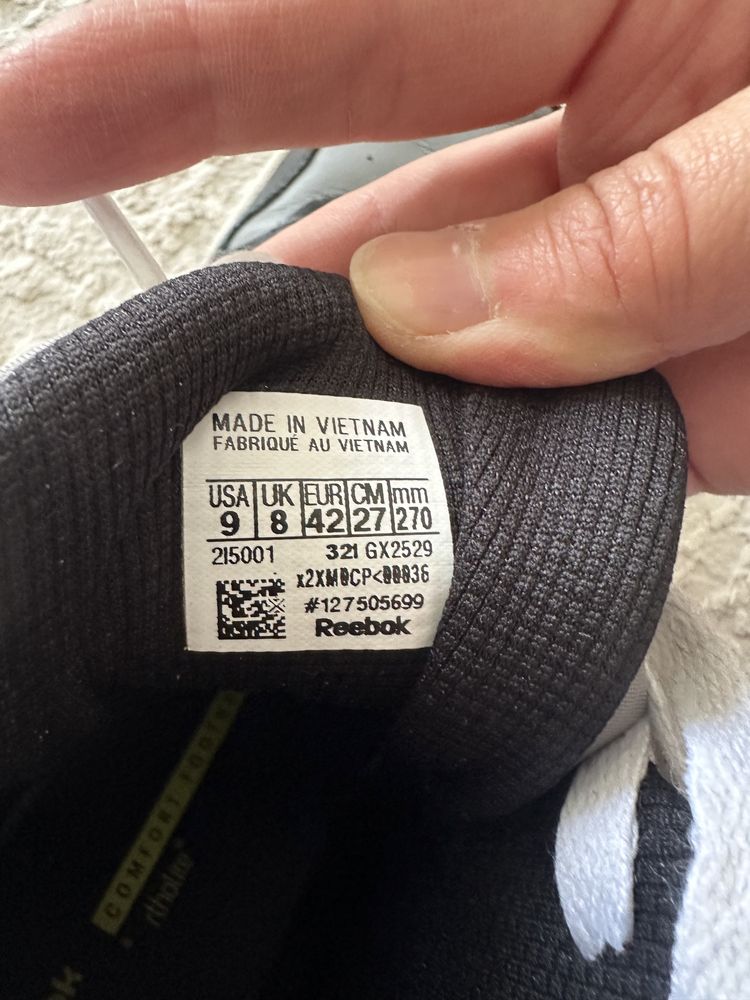 MADE IN VIETNAM
FABRIQUÉ AU VIETNAM
USA UK EUR CM mm
9 8 42 27 270
215001 321 GX2529
#127505699
Reebok
COMFORT